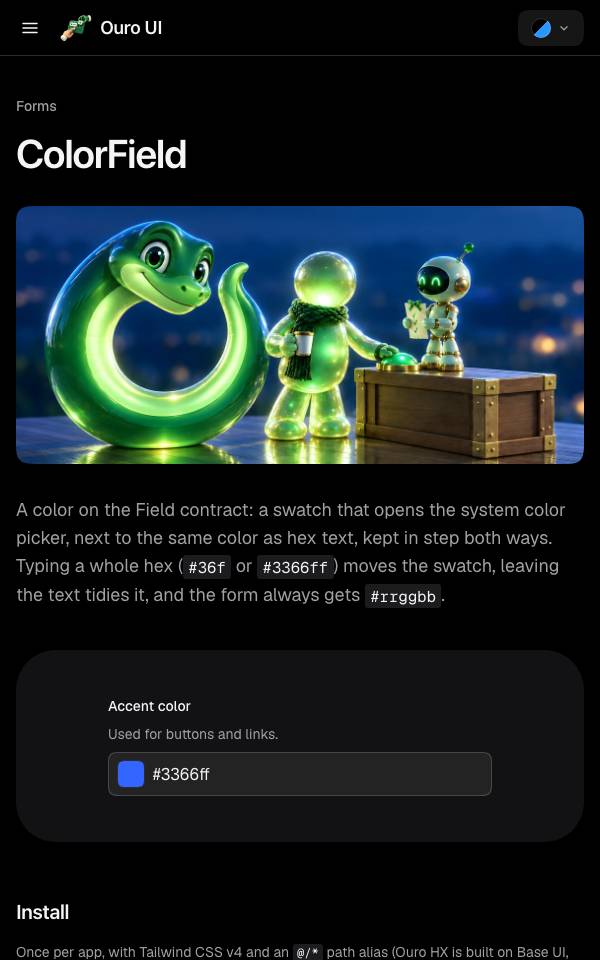 Ouro UI
Forms
ColorField
A color on the Field contract: a swatch that opens the system color
picker, next to the same color as hex text, kept in step both ways.
Typing a whole hex (#36f or #3366ff) moves the swatch, leaving
the text tidies it, and the form always gets #rrggbb.
Accent color
Used for buttons and links.
#3366ff
Install
Once per app, with Tailwind CSS v4 and an @/* path alias (Ouro HX is built on Base UI,